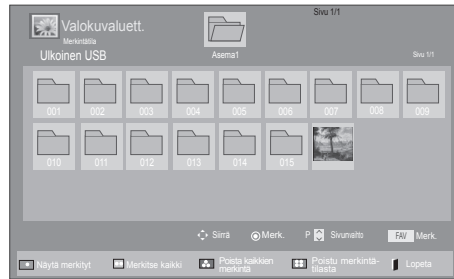 Sivu 1/1
Valokuvaluett.
Merkintätila
Ulkoinen USB
Asema1
Sivu 1/1
001 002 003 004 005 006 007 008 009
010 011 012 013 014 015
Siirrä Merk. P Sivunvaihto FAV Merk.
Näytä merkityt Merkitse kaikki Poista kaikkien merkintä Poistu merkintä-tilasta Lopeta